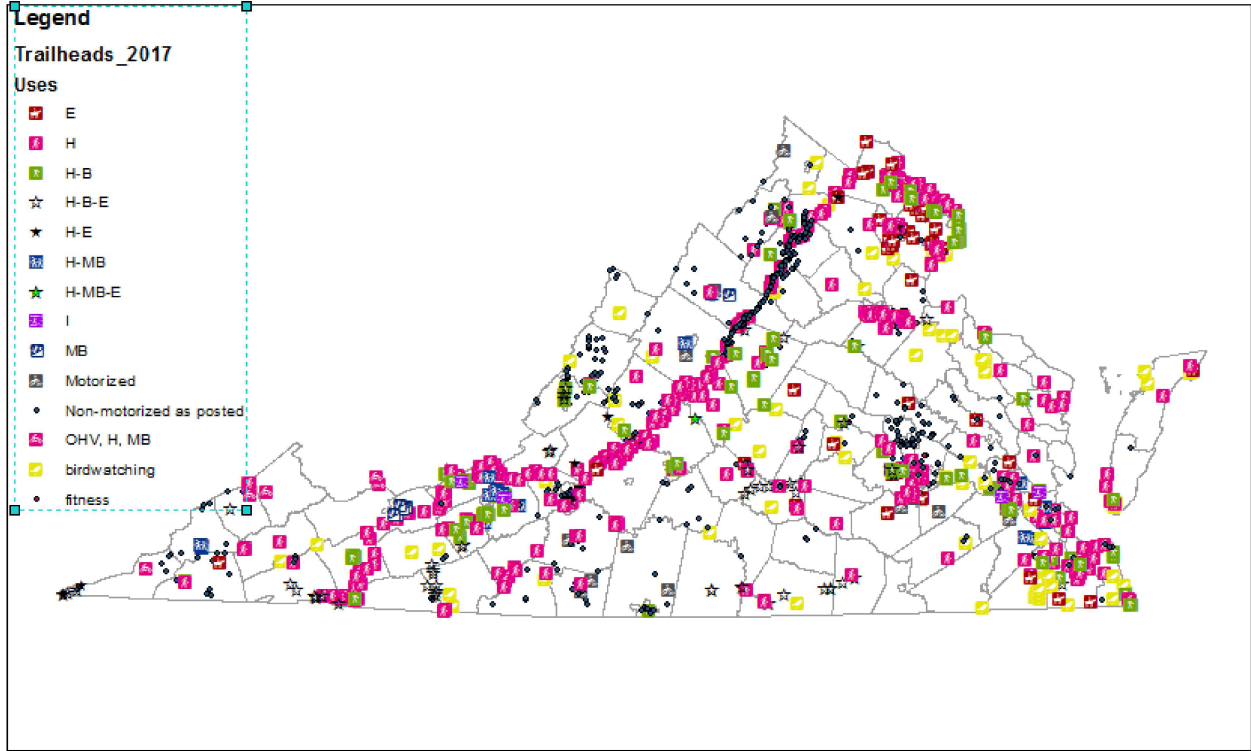 Legend
Trailheads_2017
Uses
E
H
H-B
H-B-E
H-E
H-MB
H-MB-E
I
MB
Motorized
Non-motorized as posted
OHV, H, MB
birdwatching
fitness